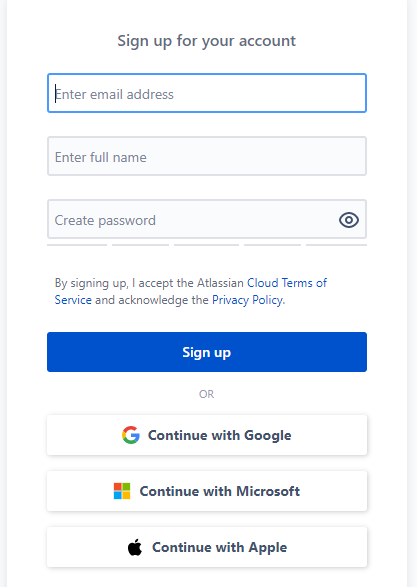 Sign up for your account
Enter email address
Enter full name
Create password
By signing up, I accept the Atlassian Cloud Terms of
Service and acknowledge the Privacy Policy.
Sign up
OR
Continue with Google
Continue with Microsoft
Continue with Apple